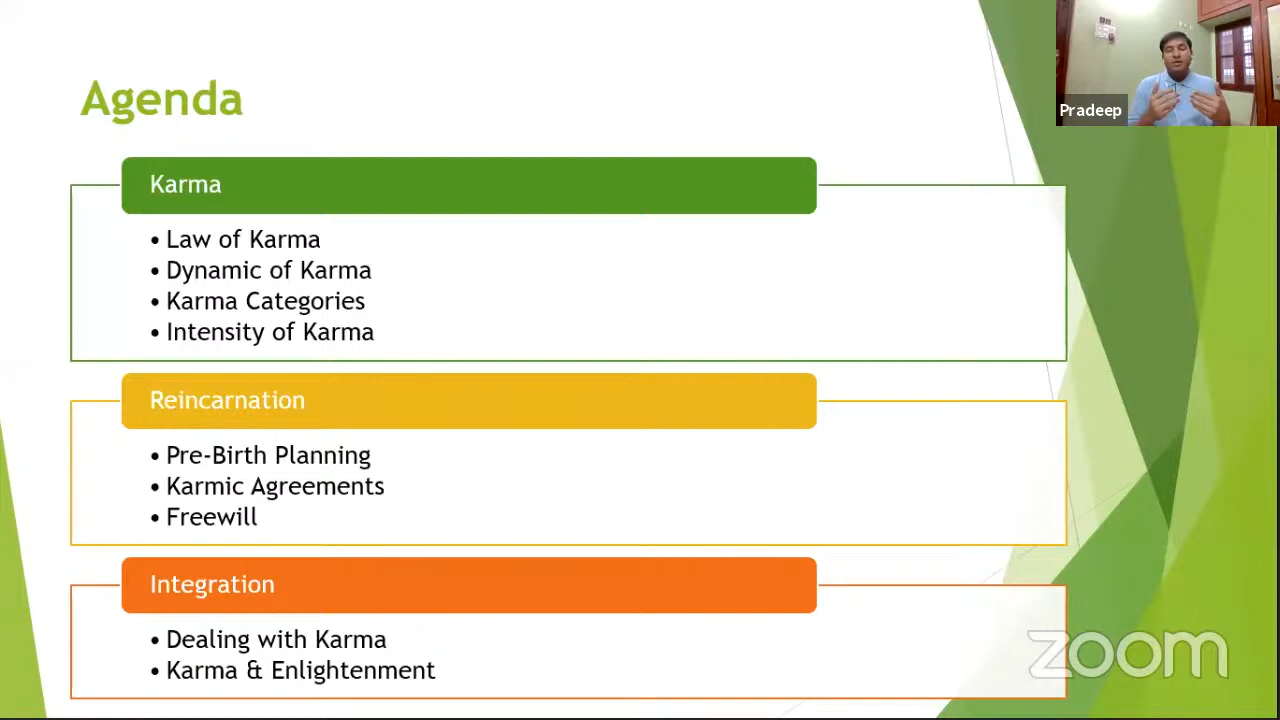 Agenda
Pradeep
Karma
• Law of Karma
• Dynamic of Karma
• Karma Categories
• Intensity of Karma
Reincarnation
• Pre-Birth Planning
• Karmic Agreements
• Freewill
Integration
• Dealing with Karma
• Karma & Enlightenment
zoom